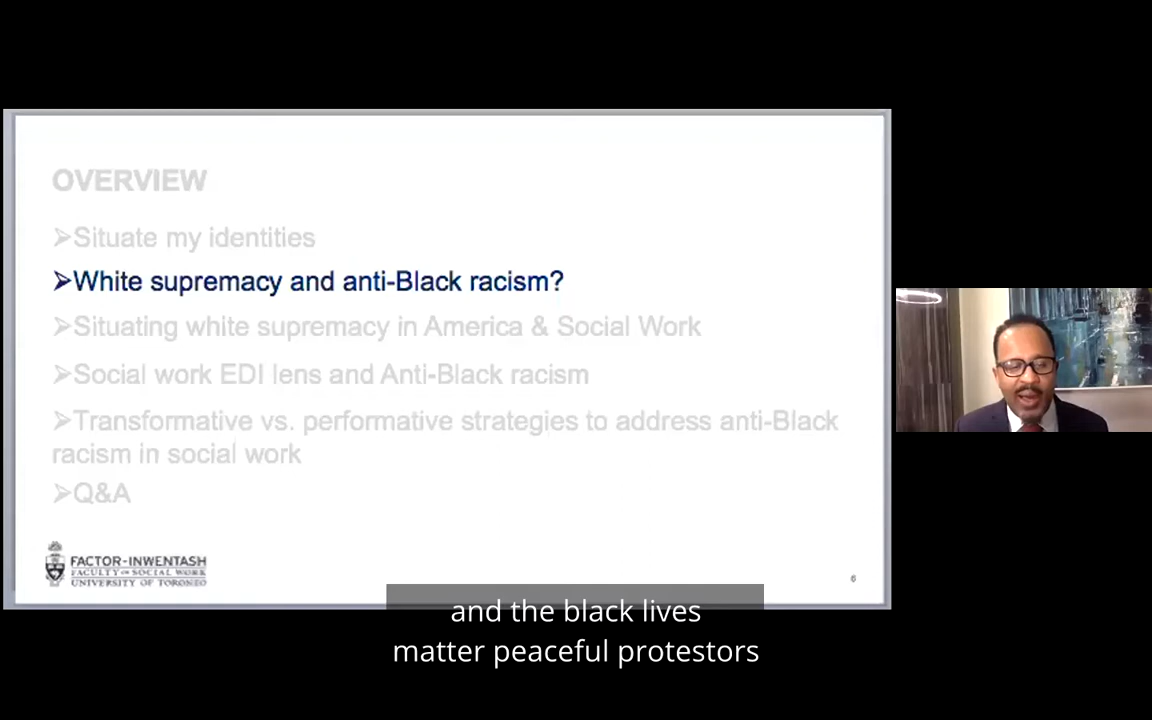 OVERVIEW
➢Situate my identities
➢White supremacy and anti-Black racism?
➢Situating white supremacy in America & Social Work
➢Social work EDI lens and Anti-Black racism
➢Transformative vs. performative strategies to address anti-Black
racism in social work
➢Q&A
FACTOR-INWENTASH
FACULTY OF SOCIAL WORK
UNIVERSITY OF TORONTO
6
and the black lives
matter peaceful protestors